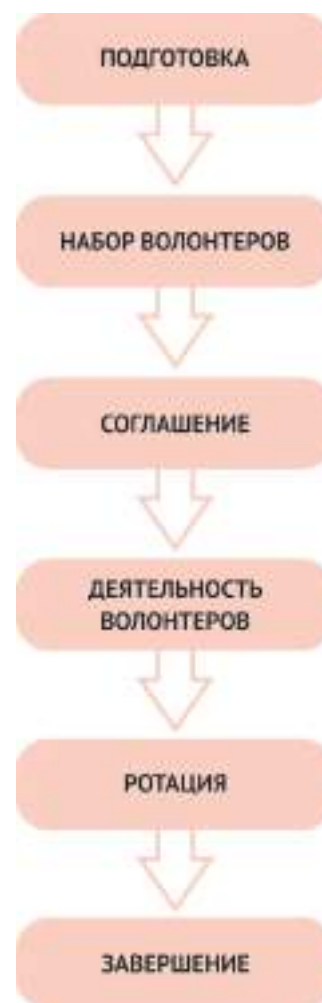 ПОДГОТОВКА
НАБОР ВОЛОНТЕРОВ
СОГЛАШЕНИЕ
ДЕЯТЕЛЬНОСТЬ
ВОЛОНТЕРОВ
РОТАЦИЯ
ЗАВЕРШЕНИЕ